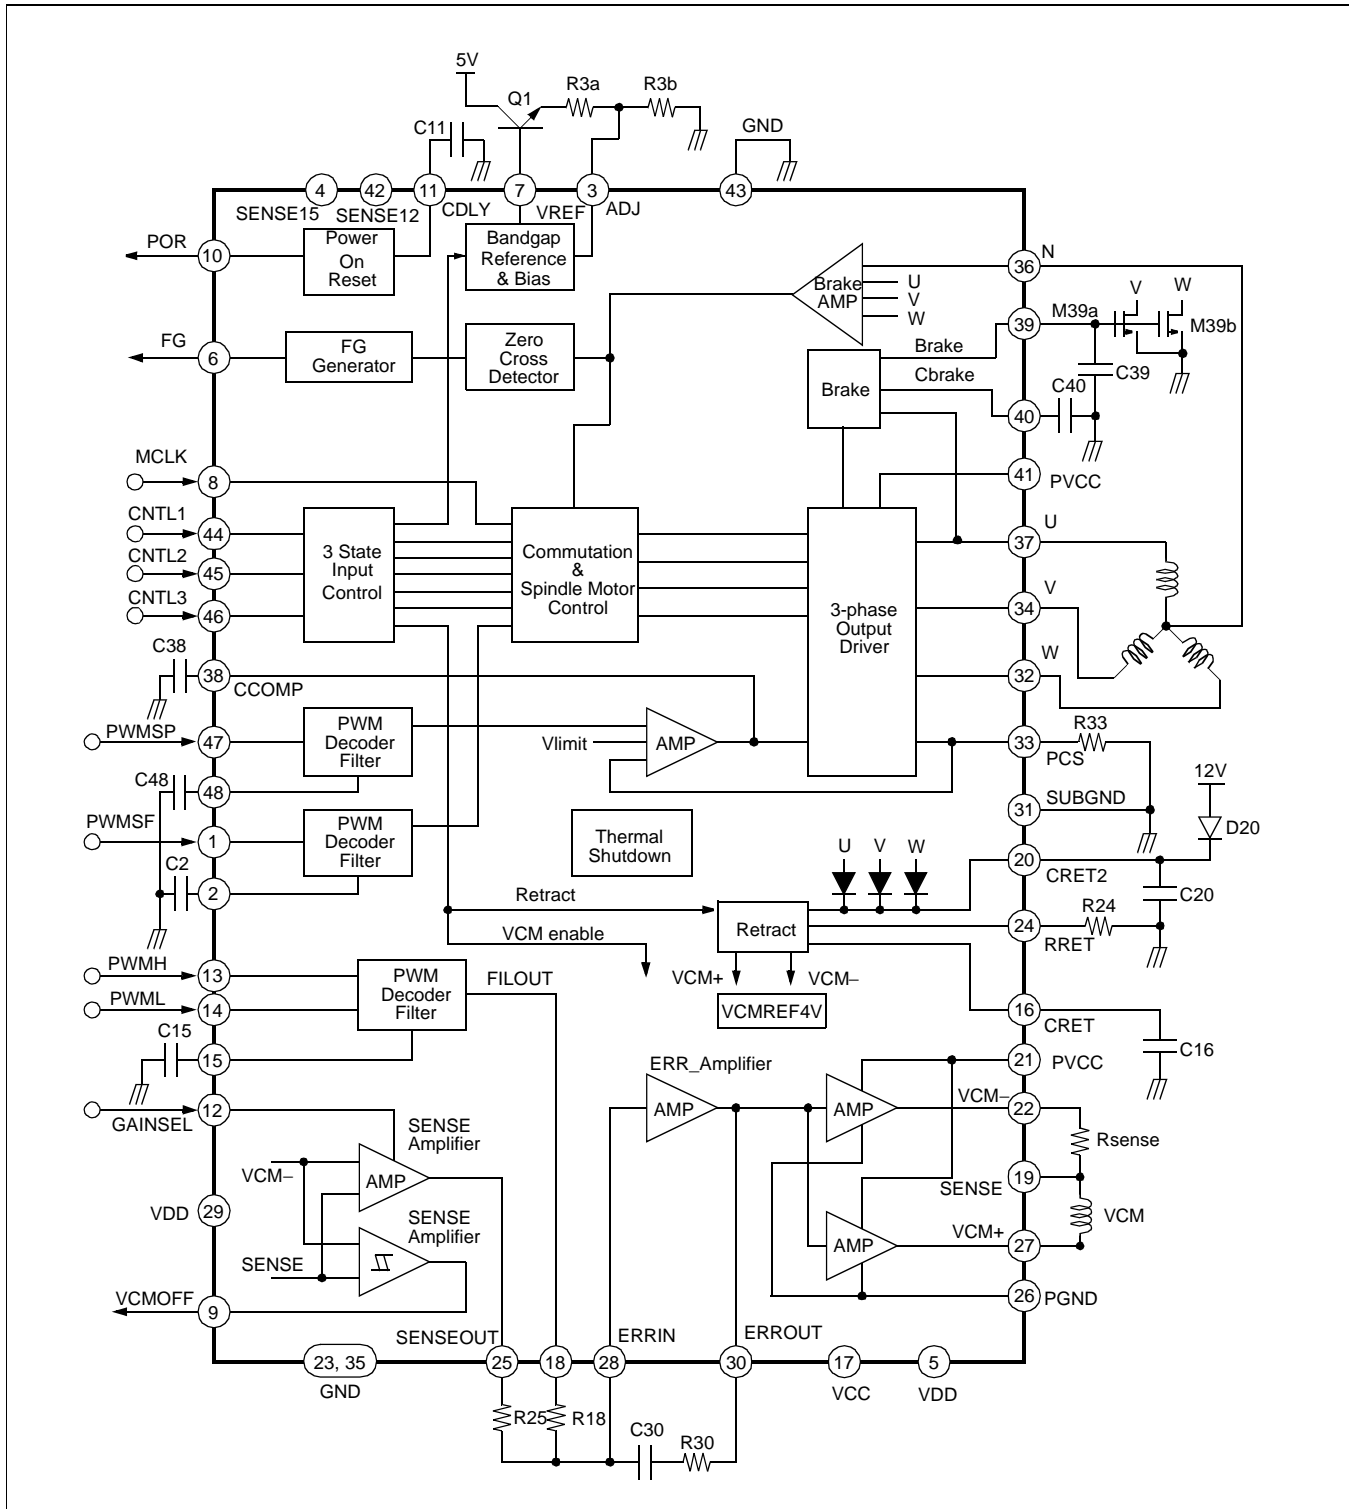 5V
Q1
R3a
R3b
C11
GND
4
42
11
7
3
43
SENSE15
SENSE12
CDLY
VREF
ADJ
POR
10
Power
On
Reset
Bandgap
Reference
& Bias
Brake
AMP
U
V
W
36
N
V
W
M39a
M39b
39
FG
6
FG
Generator
Zero
Cross
Detector
Brake
Brake
Cbrake
C39
C40
40
MCLK
8
41
PVCC
CNTL1
44
CNTL2
45
CNTL3
46
3 State
Input
Control
Commutation
&
Spindle Motor
Control
3-phase
Output
Driver
U
37
V
34
W
32
C38
38
CCOMP
PWMSP
47
PWM
Decoder
Filter
Vlimit
AMP
33
PCS
R33
C48
48
31
SUBGND
12V
D20
PWMSF
1
PWM
Decoder
Filter
Thermal
Shutdown
U
V
W
20
CRET2
C20
C2
2
Retract
VCM enable
Retract
R24
24
RRET
VCM+
VCM−
VCMREF4V
PWMH
13
PWML
14
PWM
Decoder
Filter
FILOUT
16
CRET
C16
C15
15
21
PVCC
GAINSEL
12
ERR_Amplifier
AMP
AMP
VCM−
22
Rsense
SENSE
Amplifier
VCM−
AMP
SENSE
19
VCM
VDD
29
SENSE
Amplifier
SENSE
AMP
VCM+
27
VCMOFF
9
26
PGND
SENSEOUT
ERRIN
ERROUT
23, 35
GND
25
18
28
30
17
VCC
5
VDD
R25
R18
C30
R30